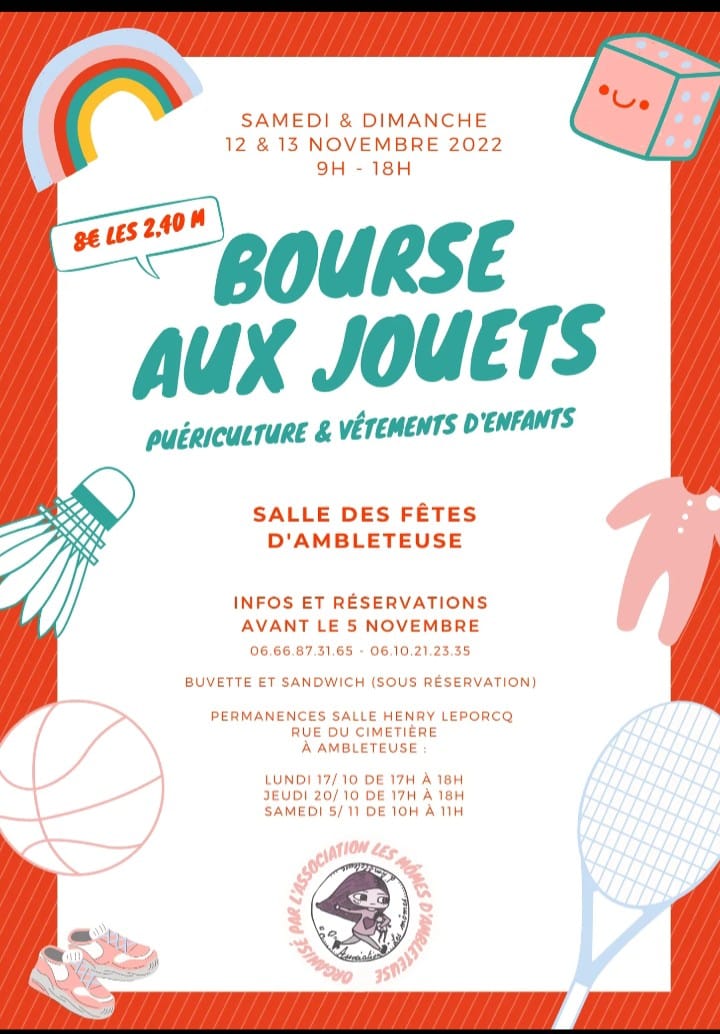 SAMEDI & DIMANCHE
12 & 13 NOVEMBRE 2022
9H - 18H
8€ LES 2,40 M
BOURSE
AUX JOUETS
PUÉRICULTURE & VÊTEMENTS D'ENFANTS
SALLE DES FÊTES
D'AMBLETEUSE
INFOS ET RÉSERVATIONS
AVANT LE 5 NOVEMBRE
06.66.87.31.65 - 06.10.21.23.35
BUVETTE ET SANDWICH (SOUS RÉSERVATION)
PERMANENCES SALLE HENRY LEPORCQ
RUE DU CIMETIÈRE
À AMBLETEUSE :
LUNDI 17/ 10 DE 17H À 18H
JEUDI 20/ 10 DE 17H À 18H
SAMEDI 5/ 11 DE 10H À 11H
ORGANISÉ PAR L'ASSOCIATION LES MÔMES D'AMBLETEUSE
Association